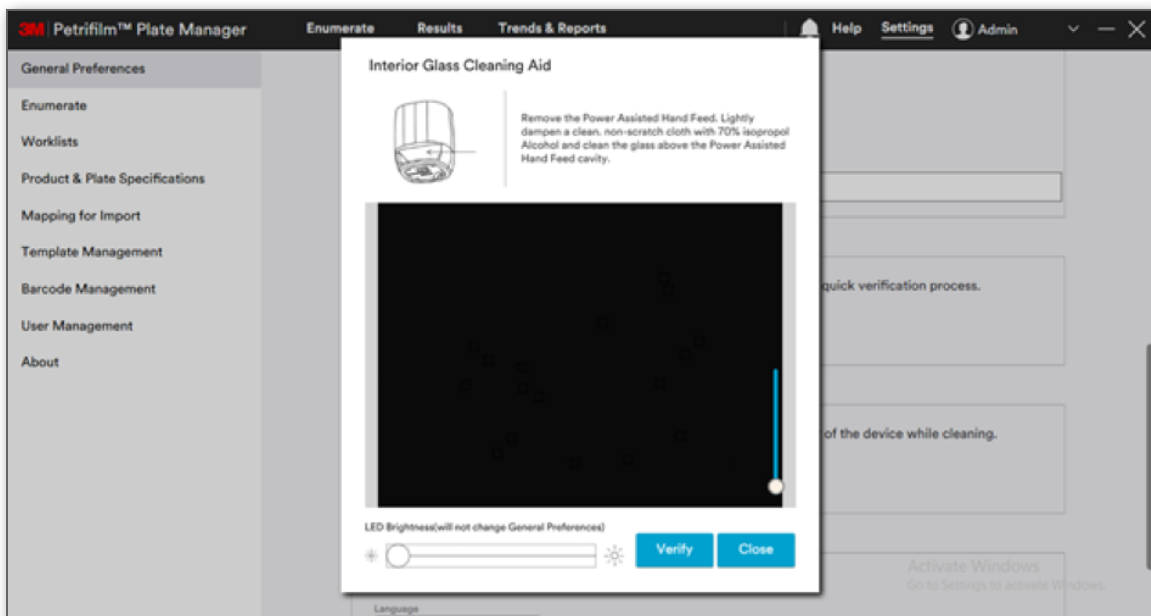 3M Petrifilm™ Plate Manager Enumerate Results Trends & Reports Help Settings Admin
General Preferences
Enumerate
Worklists
Product & Plate Specifications
Mapping for Import
Template Management
Barcode Management
User Management
About
Interior Glass Cleaning Aid
Remove the Power Assisted Hand Feed. Lightly
dampen a clean. non-scratch cloth with 70% isopropol
Alcohol and clean the glass above the Power Assisted
Hand Feed cavity.
quick verification process.
of the device while cleaning.
LED Brightness(will not change General Preferences)
Verify Close
Activate Windows
Go to Settings to activate Windows.
Language